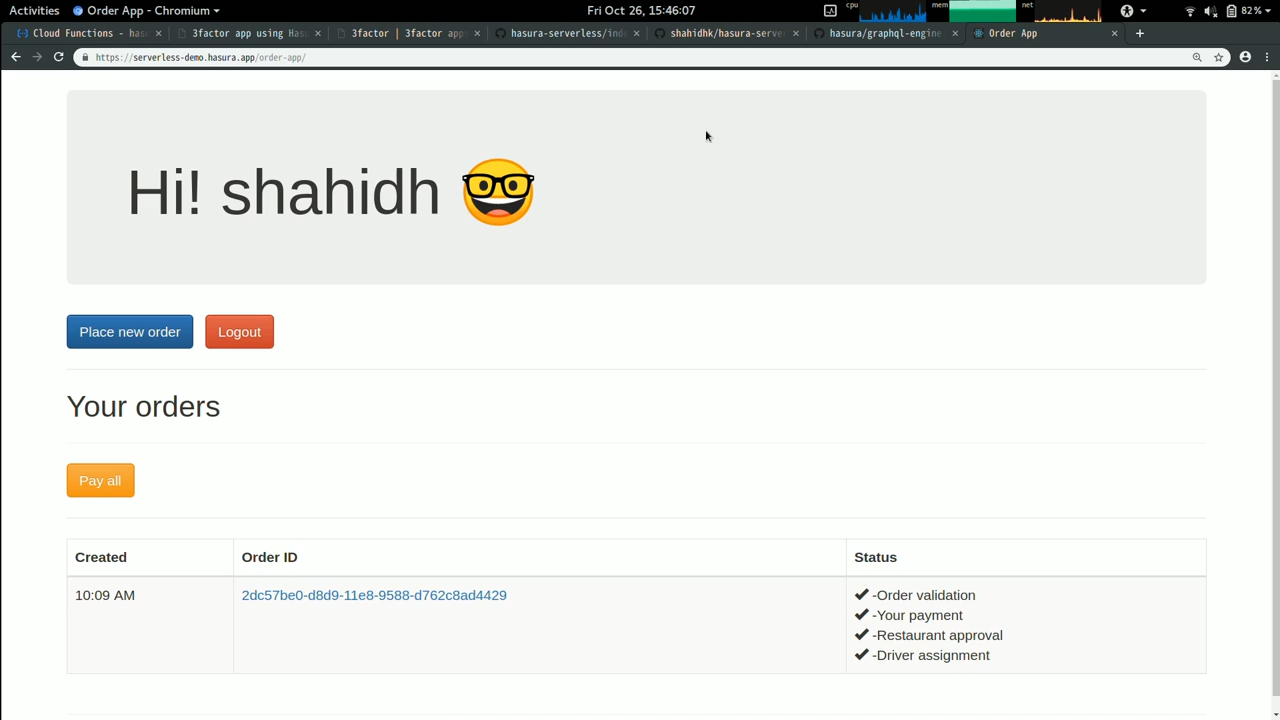 Activities Order App - Chromium Fri Oct 26, 15:46:07 cpu mem net 82%
Cloud Functions - has 3factor app using Has 3factor | 3factor app hasura-serverless/ind shahidhk/hasura-serve hasura/graphql-engine Order App
https://serverless-demo.hasura.app/order-app/
Hi! shahidh
Place new order Logout
Your orders
Pay all
Created Order ID Status
10:09 AM 2dc57be0-d8d9-11e8-9588-d762c8ad4429 -Order validation
-Your payment
-Restaurant approval
-Driver assignment